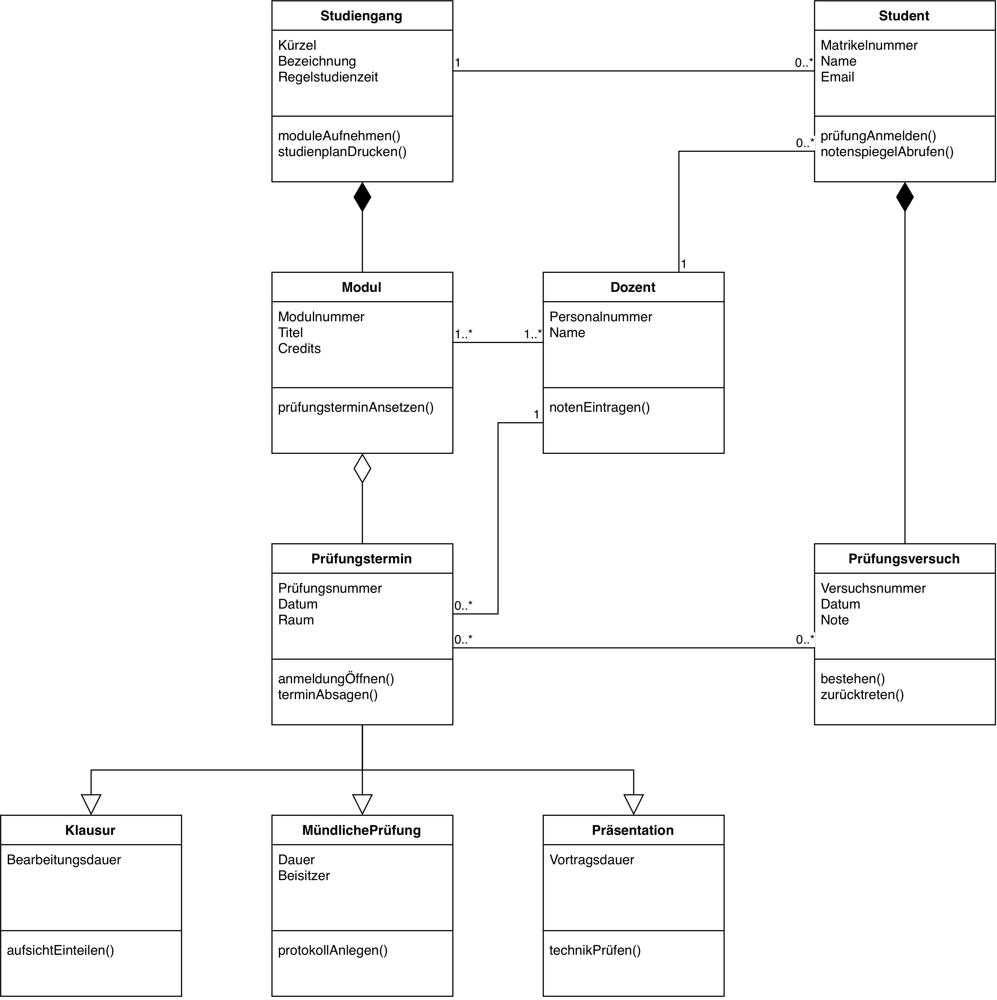 Studiengang
Kürzel
Bezeichnung
Regelstudienzeit
moduleAufnehmen()
studienplanDrucken()
1
0..*
Student
Matrikelnummer
Name
Email
prüfungAnmelden()
notenspiegelAbrufen()
0..*
1
Modul
Modulnummer
Titel
Credits
prüfungsterminAnsetzen()
1..*
1..*
Dozent
Personalnummer
Name
notenEintragen()
1
Prüfungstermin
Prüfungsnummer
Datum
Raum
anmeldungÖffnen()
terminAbsagen()
0..*
0..*
0..*
Prüfungsversuch
Versuchsnummer
Datum
Note
bestehen()
zurücktreten()
Klausur
Bearbeitungsdauer
aufsichtEinteilen()
MündlichePrüfung
Dauer
Beisitzer
protokollAnlegen()
Präsentation
Vortragsdauer
technikPrüfen()